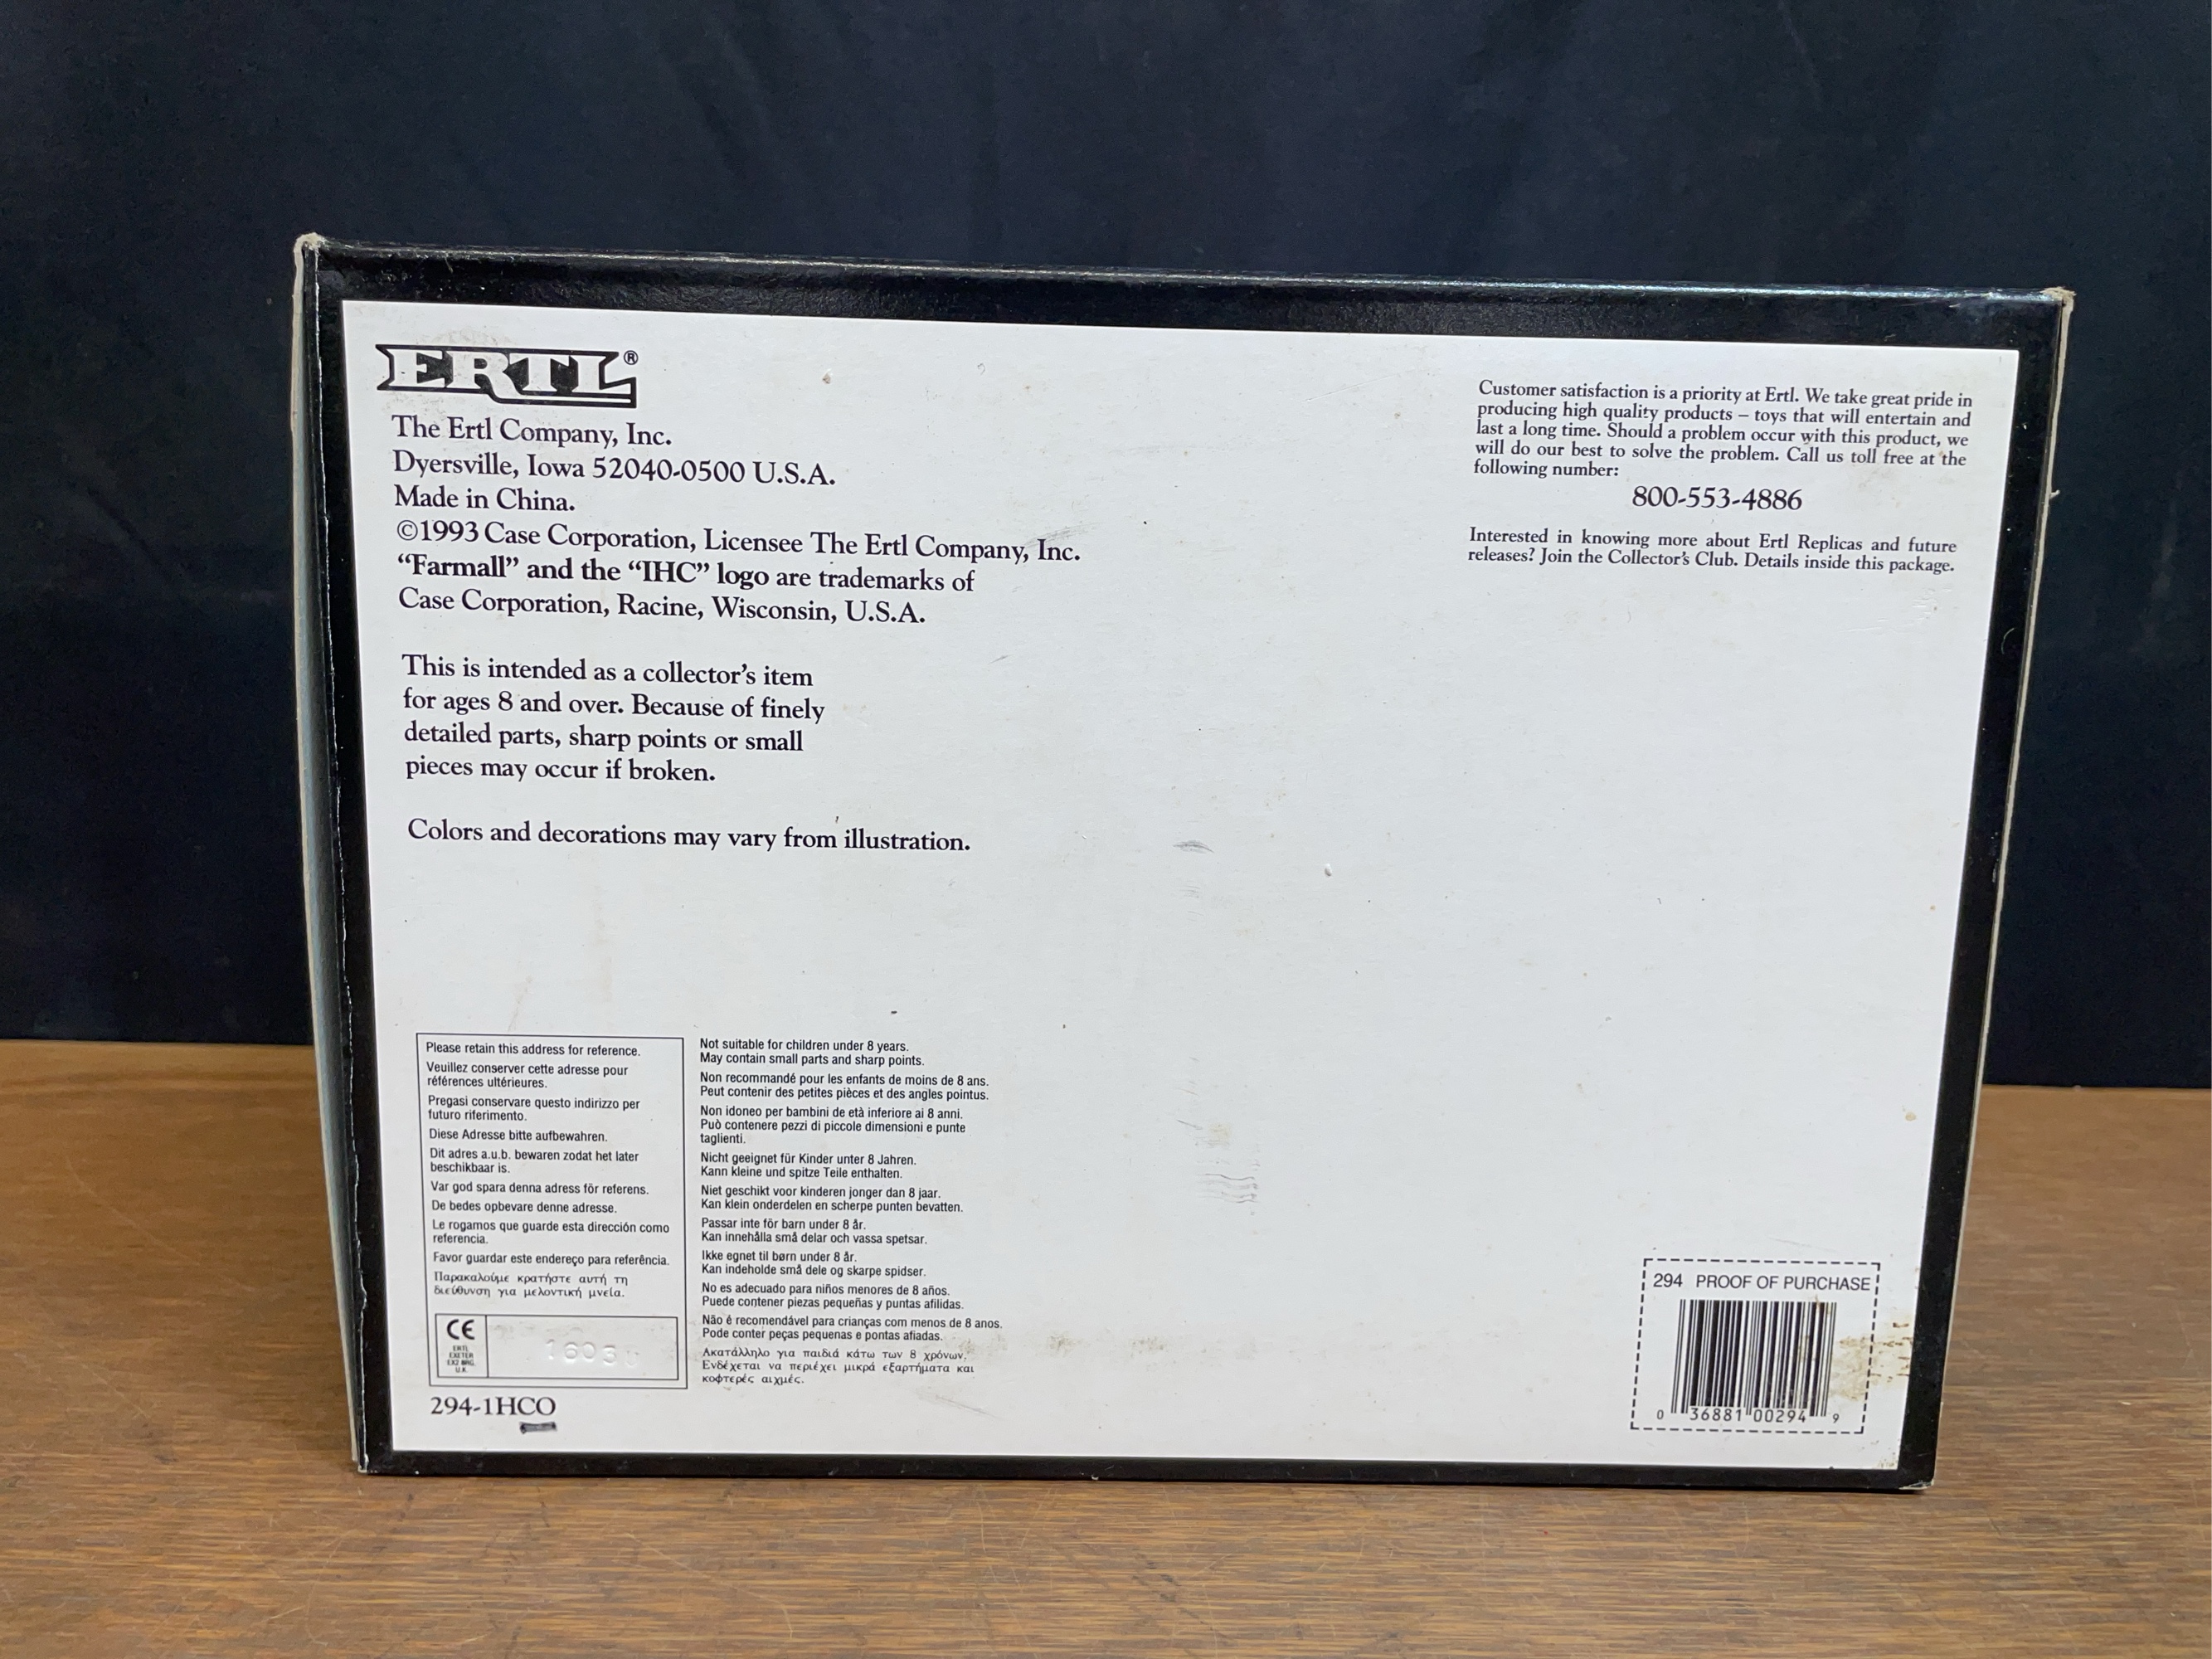 ERTL®
The Ertl Company, Inc.
Dyersville, Iowa 52040-0500 U.S.A.
Made in China.
©1993 Case Corporation, Licensee The Ertl Company, Inc.
“Farmall” and the “IHC” logo are trademarks of
Case Corporation, Racine, Wisconsin, U.S.A.
This is intended as a collector’s item
for ages 8 and over. Because of finely
detailed parts, sharp points or small
pieces may occur if broken.
Colors and decorations may vary from illustration.
Customer satisfaction is a priority at Ertl. We take great pride in
producing high quality products – toys that will entertain and
last a long time. Should a problem occur with this product, we
will do our best to solve the problem. Call us toll free at the
following number:
800-553-4886
Interested in knowing more about Ertl Replicas and future
releases? Join the Collector’s Club. Details inside this package.
Please retain this address for reference.
Veuillez conserver cette adresse pour
références ultérieures.
Pregasi conservare questo indirizzo per
futuro riferimento.
Diese Adresse bitte aufbewahren.
Dit adres a.u.b. bewaren zodat het later
beschikbaar is.
Var god spara denna adress för referens.
De bedes opbevare denne adresse.
Le rogamos que guarde esta dirección como
referencia.
Favor guardar este endereço para referência.
Παρακαλούμε κρατήστε αυτή τη
διεύθυνση για μελοντική μνεία.
CE
ERTL
EXETER
U.K.
294-1HCO
Not suitable for children under 8 years.
May contain small parts and sharp points.
Non recommandé pour les enfants de moins de 8 ans.
Peut contenir des petites pièces et des angles pointus.
Non idoneo per bambini de età inferiore ai 8 anni.
Può contenere pezzi di piccole dimensioni e punte
taglienti.
Nicht geeignet für Kinder unter 8 Jahren.
Kann kleine und spitze Teile enthalten.
Niet geschikt voor kinderen jonger dan 8 jaar.
Kan klein onderdelen en scherpe punten bevatten.
Passar inte för barn under 8 år.
Kan innehålla små delar och vassa spetsar.
Ikke egnet til børn under 8 år.
Kan indeholde små dele og skarpe spidser.
No es adecuado para niños menores de 8 años.
Puede contener piezas pequeñas y puntas afilidas.
Não é recomendável para crianças com menos de 8 anos.
Pode conter peças pequenas e pontas afiadas.
Ακατάλληλο για παιδιά κάτω των 8 χρόνων.
Ενδέχεται να περιέχει μικρά εξαρτήματα και
κοφτερές αιχμές.
294 PROOF OF PURCHASE
0 36881 00294 9